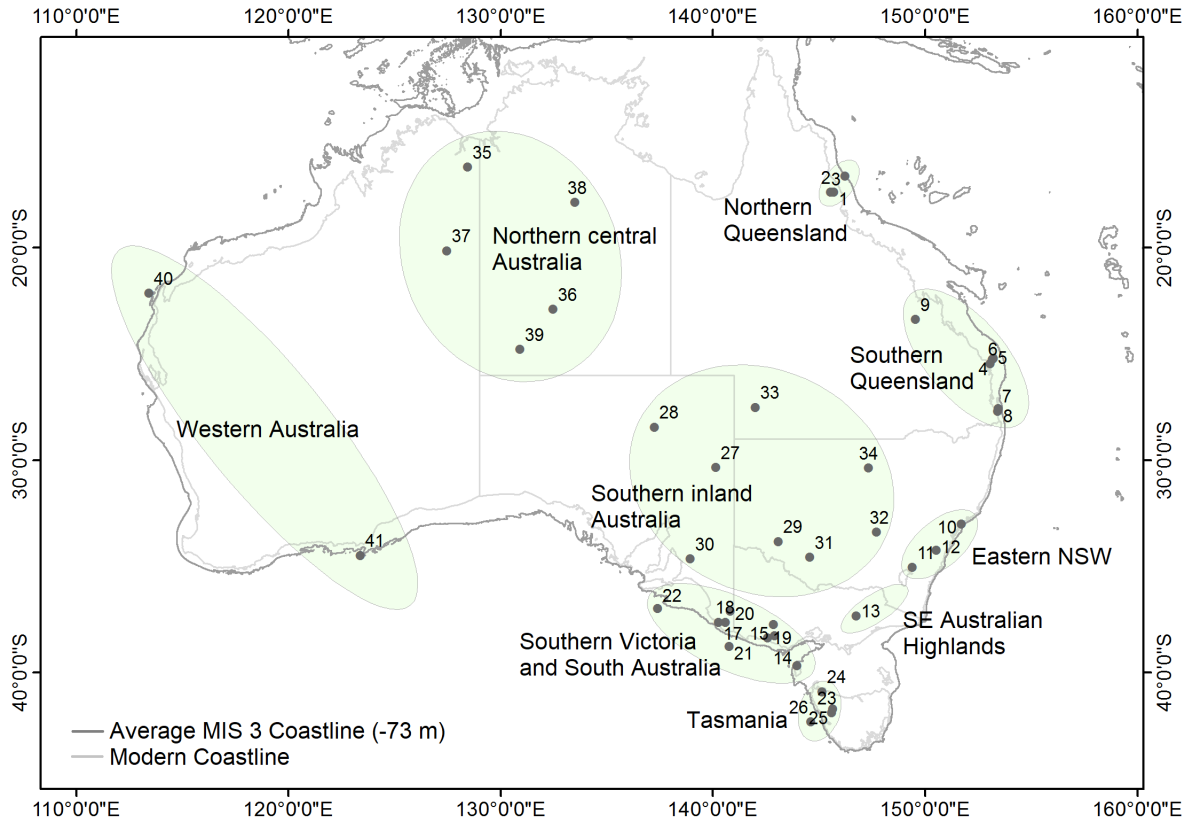 110°0'0"E 120°0'0"E 130°0'0"E 140°0'0"E 150°0'0"E 160°0'0"E
20°0'0"S
30°0'0"S
40°0'0"S
20°0'0"S
30°0'0"S
40°0'0"S
35
38
37
Northern central
Australia
36
39
23
1
Northern
Queensland
40
Western Australia
41
9
6
5
4
Southern
Queensland
7
8
33
28
27
34
Southern inland
Australia
29
32
31
30
10
11
12
Eastern NSW
13
SE Australian
Highlands
22
18
20
17
15
19
21
14
Southern Victoria
and South Australia
24
23
26
25
Tasmania
Average MIS 3 Coastline (-73 m)
Modern Coastline
110°0'0"E 120°0'0"E 130°0'0"E 140°0'0"E 150°0'0"E 160°0'0"E